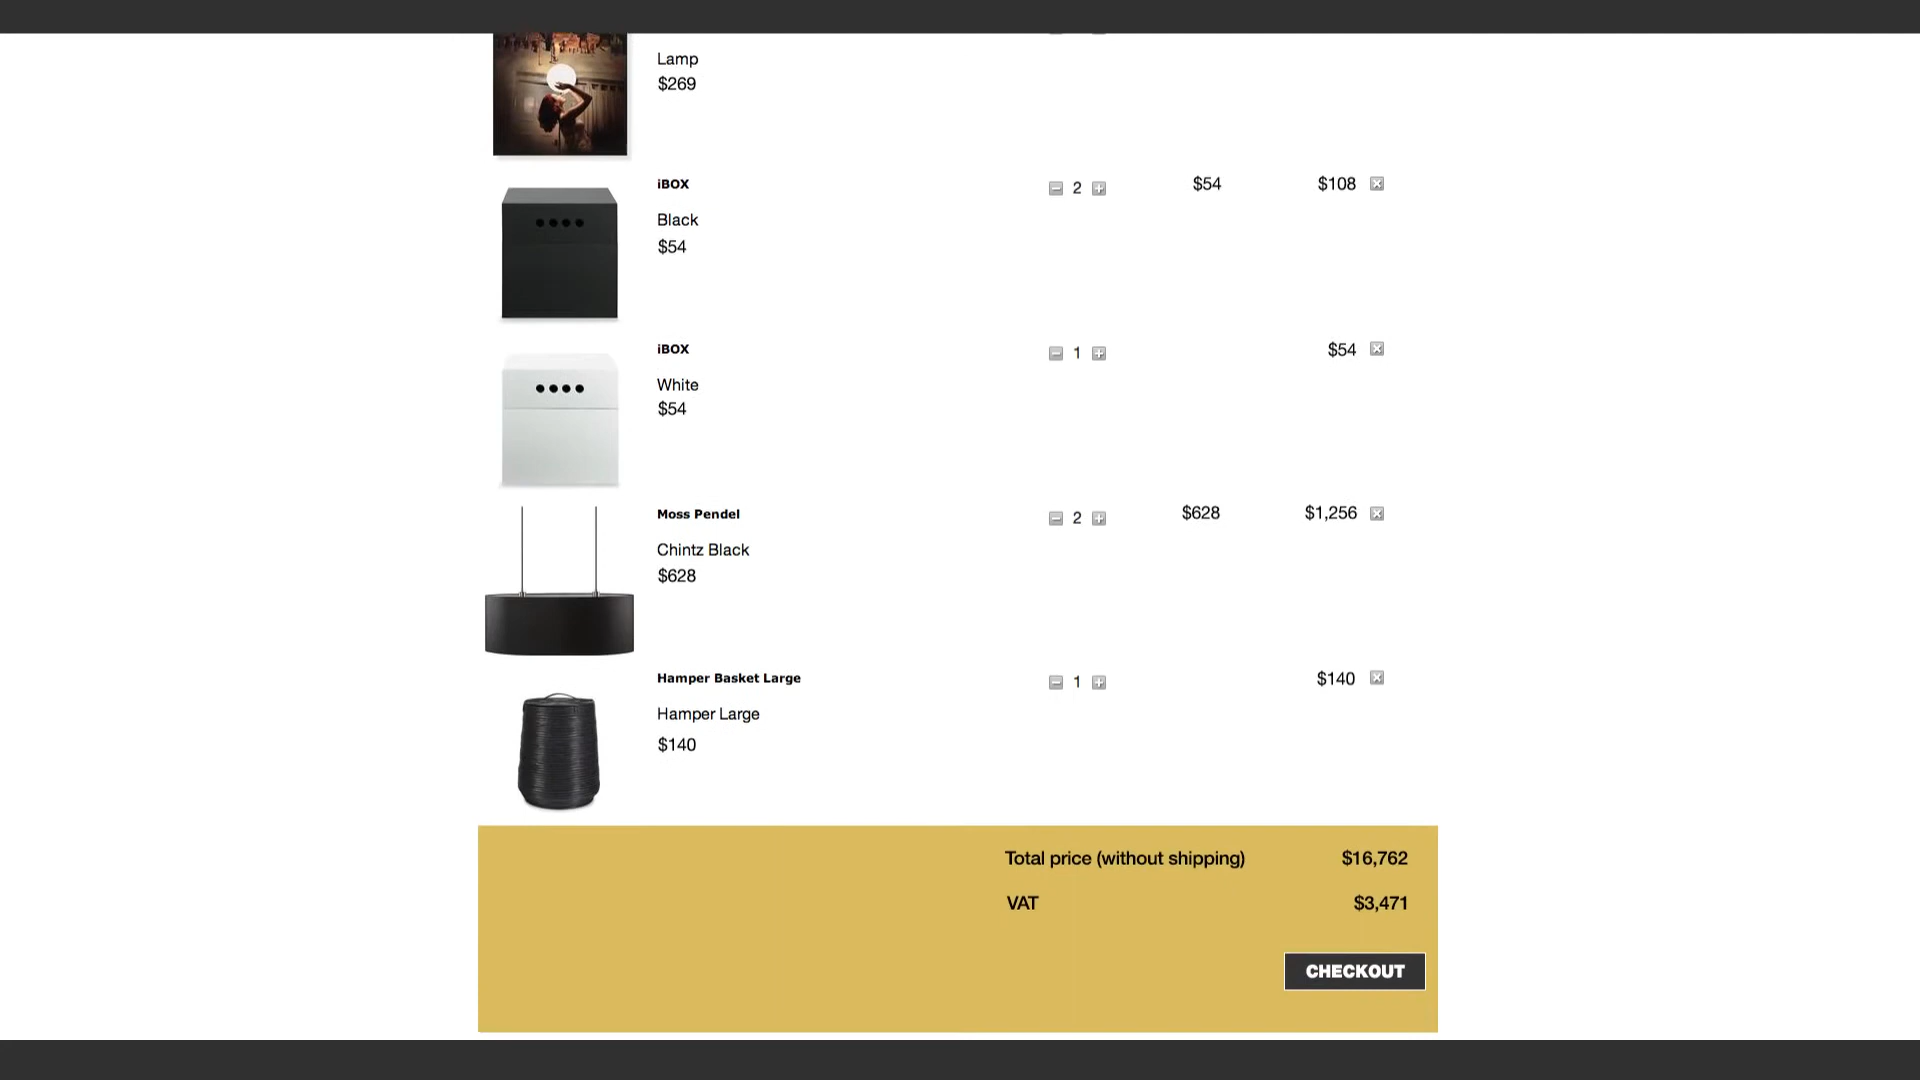 Lamp
$269
iBOX 2 $54 $108
Black
$54
iBOX 1 $54
White
$54
Moss Pendel 2 $628 $1,256
Chintz Black
$628
Hamper Basket Large 1 $140
Hamper Large
$140
Total price (without shipping) $16,762
VAT $3,471
CHECKOUT